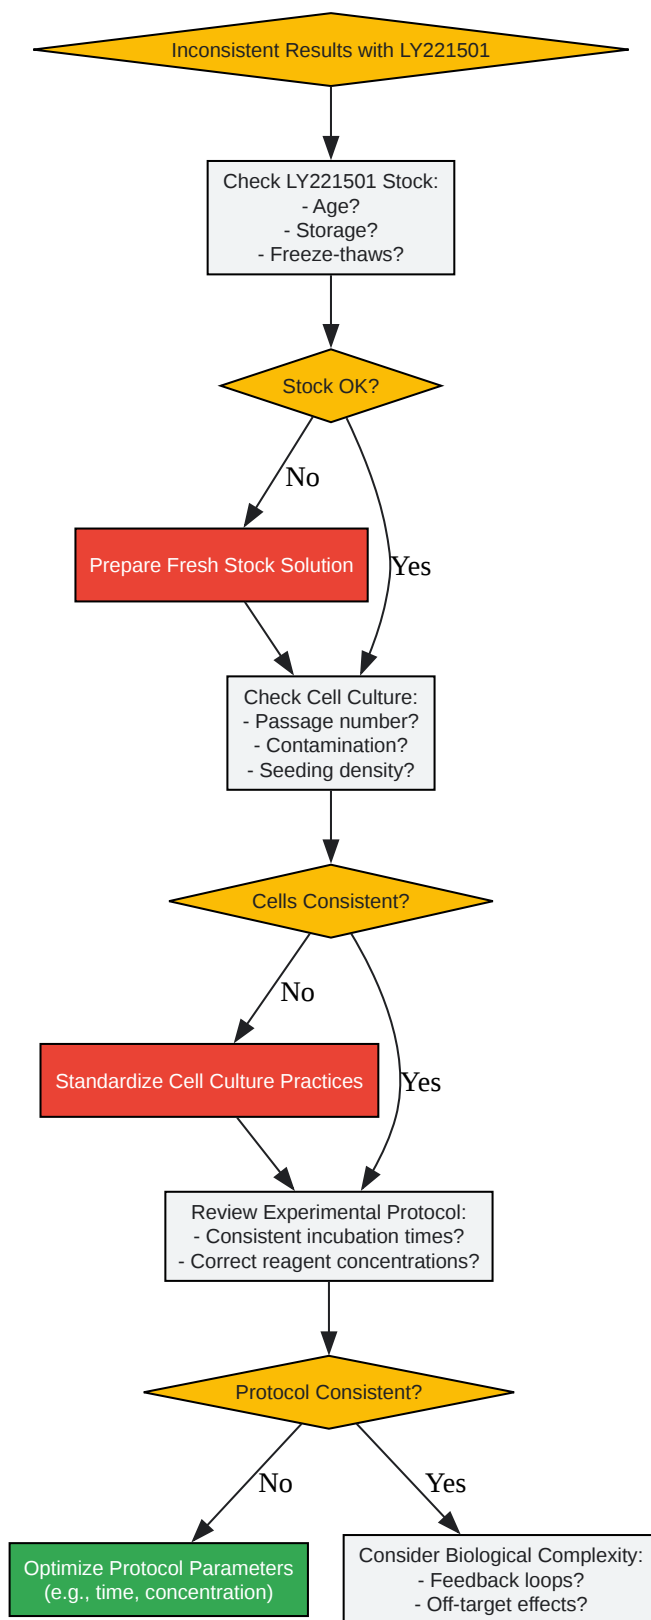 Inconsistent Results with LY221501
Check LY221501 Stock:
- Age?
- Storage?
- Freeze-thaws?
Stock OK?
No
Yes
Prepare Fresh Stock Solution
Check Cell Culture:
- Passage number?
- Contamination?
- Seeding density?
Cells Consistent?
No
Yes
Standardize Cell Culture Practices
Review Experimental Protocol:
- Consistent incubation times?
- Correct reagent concentrations?
Protocol Consistent?
No
Yes
Optimize Protocol Parameters
(e.g., time, concentration)
Consider Biological Complexity:
- Feedback loops?
- Off-target effects?